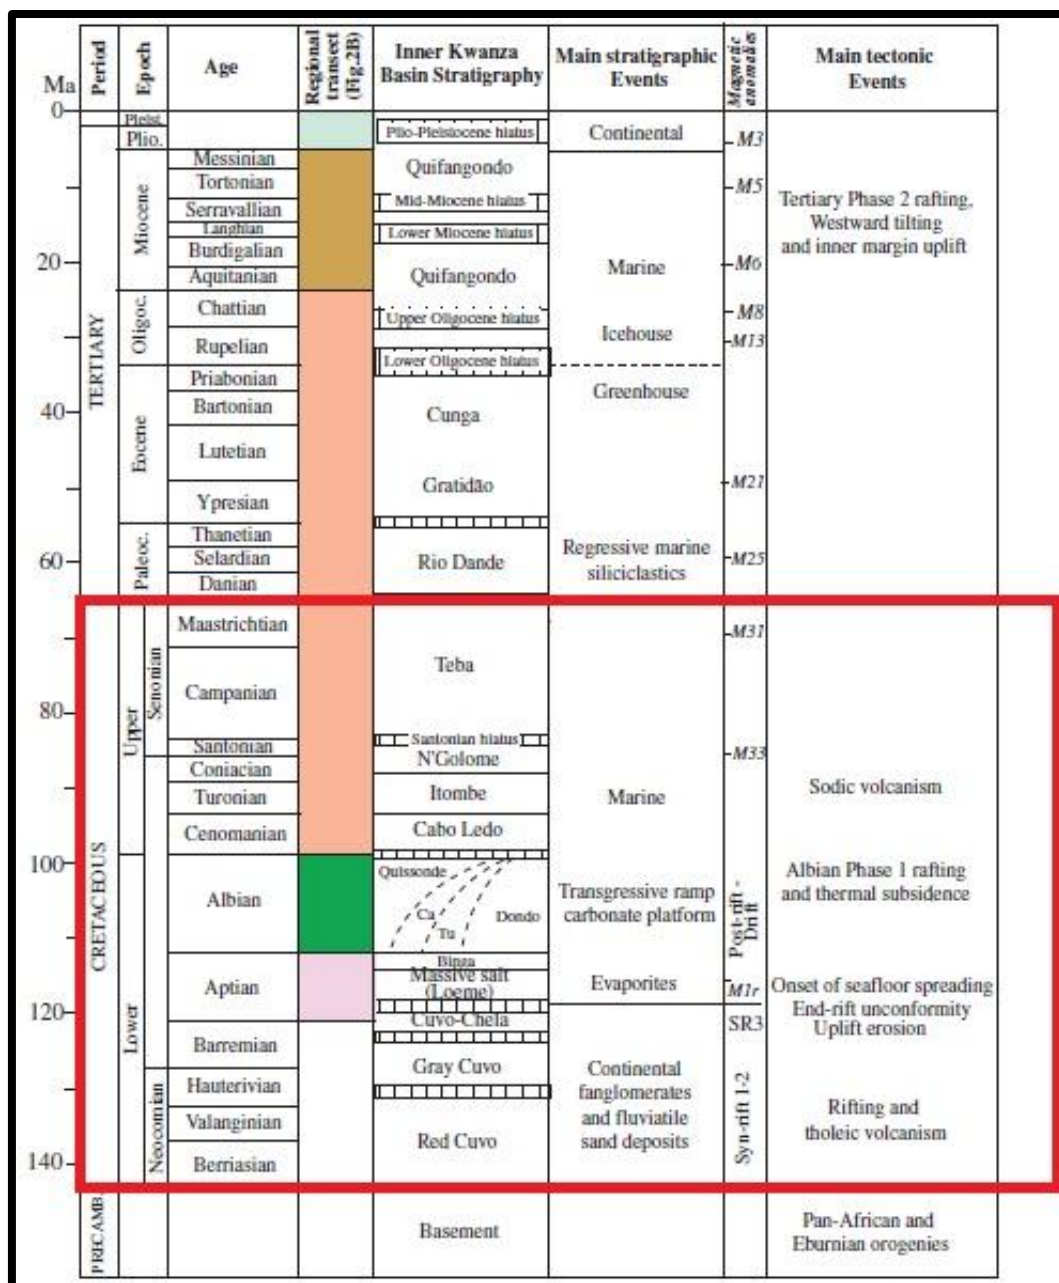 Ma
Period
Epoch
Age
Regional
transect
(Fig.2B)
Inner Kwanza
Basin Stratigraphy
Main stratigraphic
Events
Magnetic
anomalies
Main tectonic
Events
0
20
40
60
80
100
120
140
TERTIARY
CRETACEOUS
PRECAMB.
Pleist.
Plio.
Miocene
Oligoc.
Eocene
Paleoc.
Upper
Senonian
Lower
Neocomian
Messinian
Tortonian
Serravallian
Langhian
Burdigalian
Aquitanian
Chattian
Rupelian
Priabonian
Bartonian
Lutetian
Ypresian
Thanetian
Selardian
Danian
Maastrichtian
Campanian
Santonian
Coniacian
Turonian
Cenomanian
Albian
Aptian
Barremian
Hauterivian
Valanginian
Berriasian
Plio-Pleistocene hiatus
Quifangondo
Mid-Miocene hiatus
Lower Miocene hiatus
Quifangondo
Upper Oligocene hiatus
Lower Oligocene hiatus
Cunga
Gratidão
Rio Dande
Teba
Santonian hiatus
N'Golome
Itombe
Cabo Ledo
Quissonde
Ca
Tu
Dondo
Binga
Massive salt
(Loeme)
Cuvo-Chela
Gray Cuvo
Red Cuvo
Basement
Continental
Marine
Icehouse
Greenhouse
Regressive marine
siliciclastics
Marine
Transgressive ramp
carbonate platform
Evaporites
Continental
fanglomerates
and fluviatile
sand deposits
M3
M5
M6
M8
M13
M21
M25
M31
M33
Post-rift -
Drift
M1r
SR3
Syn-rift 1-2
Tertiary Phase 2 rafting,
Westward tilting
and inner margin uplift
Sodic volcanism
Albian Phase 1 rafting
and thermal subsidence
Onset of seafloor spreading
End-rift unconformity
Uplift erosion
Rifting and
tholeic volcanism
Pan-African and
Eburnian orogenies